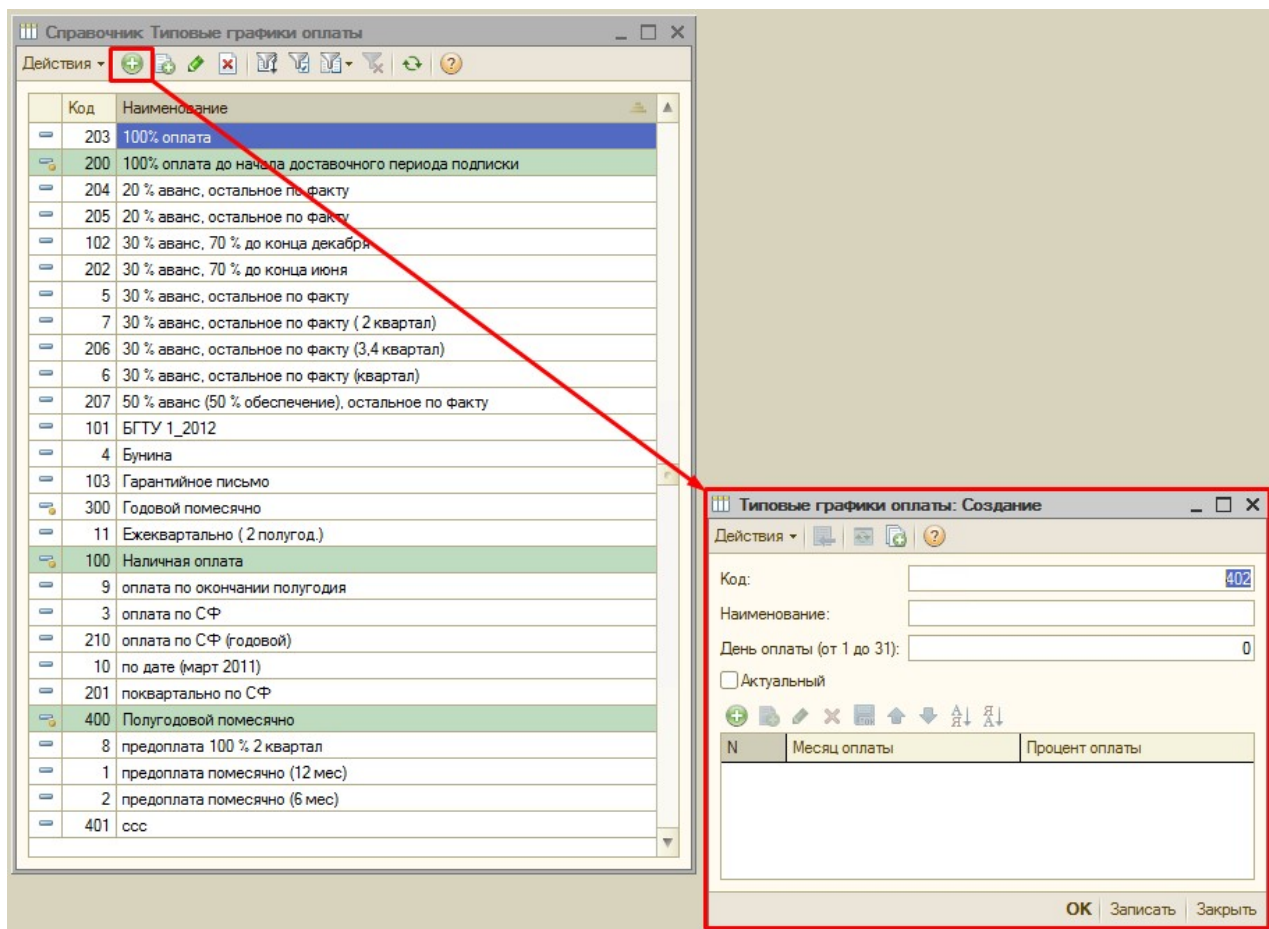 Справочник Типовые графики оплаты
Действия
Код Наименование
203 100% оплата
200 100% оплата до начала доставочного периода подписки
204 20 % аванс, остальное по факту
205 20 % аванс, остальное по факту
102 30 % аванс, 70 % до конца декабря
202 30 % аванс, 70 % до конца июня
5 30 % аванс, остальное по факту
7 30 % аванс, остальное по факту ( 2 квартал)
206 30 % аванс, остальное по факту (3,4 квартал)
6 30 % аванс, остальное по факту (квартал)
207 50 % аванс (50 % обеспечение), остальное по факту
101 БГТУ 1_2012
4 Бунина
103 Гарантийное письмо
300 Годовой помесячно
11 Ежеквартально ( 2 полугод.)
100 Наличная оплата
9 оплата по окончании полугодия
3 оплата по СФ
210 оплата по СФ (годовой)
10 по дате (март 2011)
201 поквартально по СФ
400 Полугодовой помесячно
8 предоплата 100 % 2 квартал
1 предоплата помесячно (12 мес)
2 предоплата помесячно (6 мес)
401 ссс
Типовые графики оплаты: Создание
Действия
Код: 402
Наименование:
День оплаты (от 1 до 31): 0
Актуальный
N Месяц оплаты Процент оплаты
OK Записать Закрыть